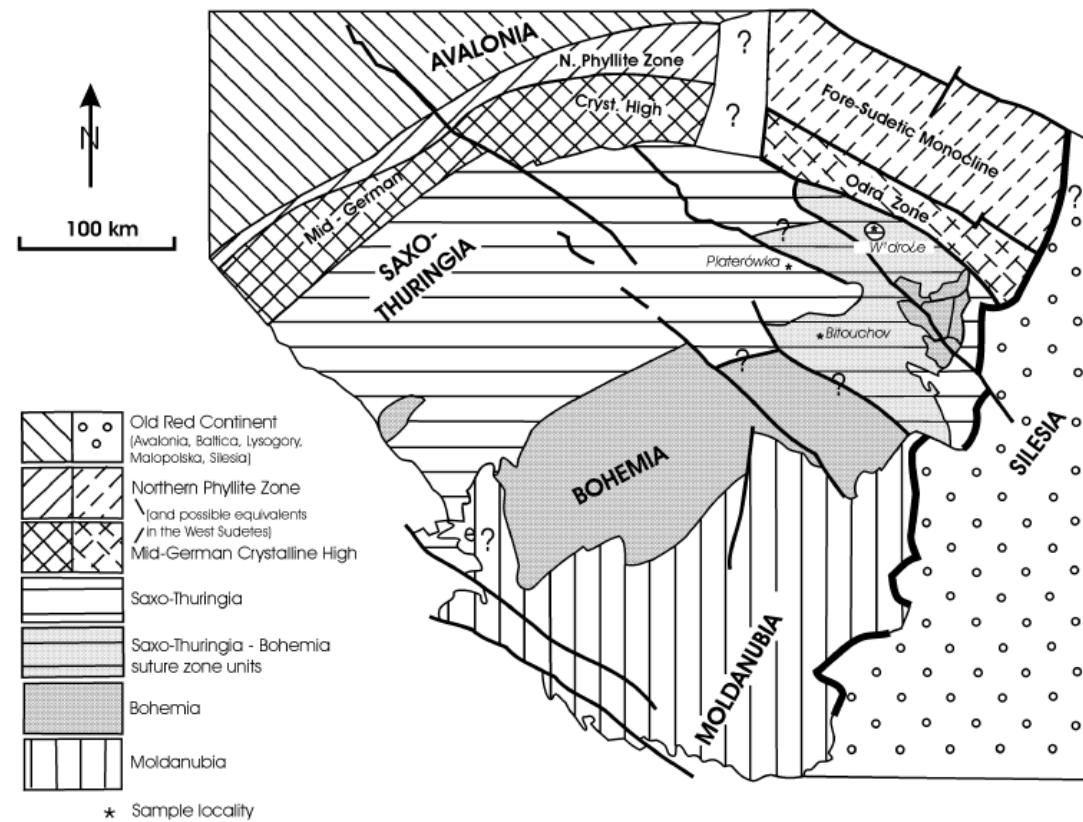 AVALONIA
N. Phyllite Zone
Cryst. High
Mid - German
?
?
Fore-Sudetic Monocline
Odra Zone
?
N
100 km
SAXO-
THURINGIA
?
Platerówka *
*
Bitouchov
*
?
?
BOHEMIA
SILESIA
?
MOLDANUBIA
Old Red Continent
(Avalonia, Baltica, Lysogory,
Malopolska, Silesia)
Northern Phyllite Zone
(and possible equivalents
in the West Sudetes)
Mid-German Crystalline High
Saxo-Thuringia
Saxo-Thuringia - Bohemia
suture zone units
Bohemia
Moldanubia
* Sample locality